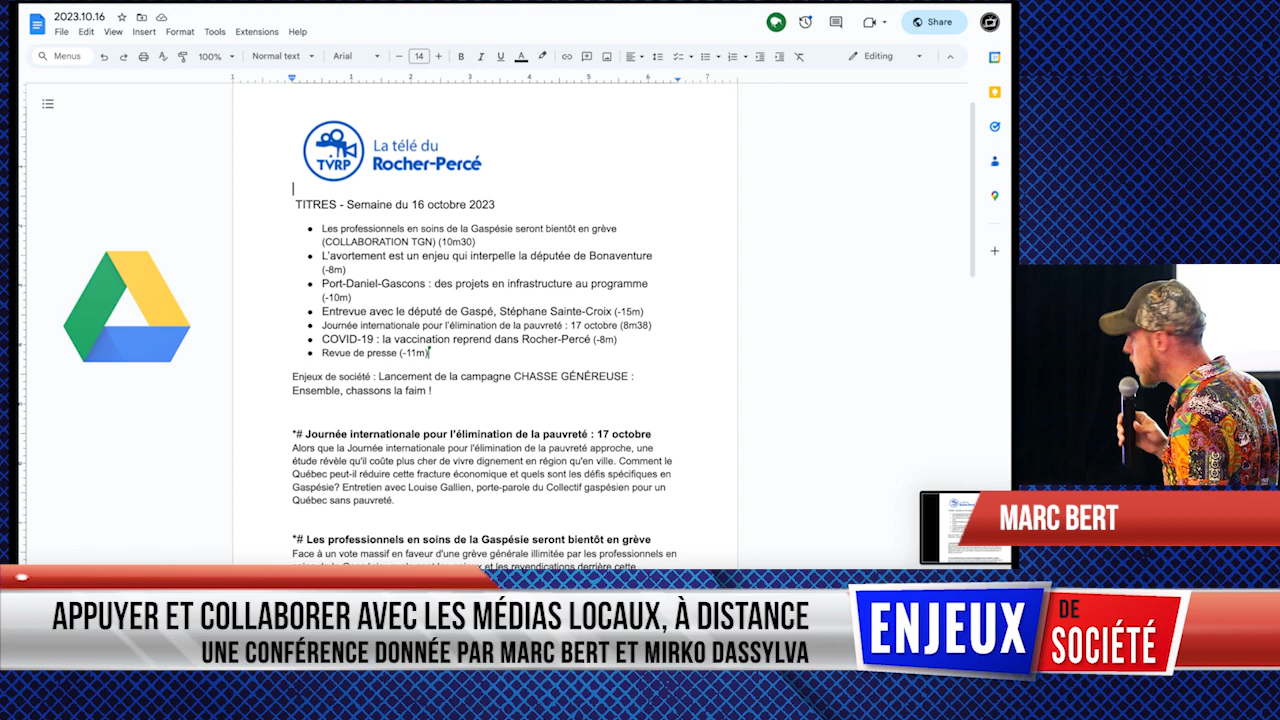 2023.10.16
File Edit View Insert Format Tools Extensions Help
Share
Menus
100%
Normal text
Arial
14
B I U A
Editing
1 1 2 3 4 5 6 7
TVRP
La télé du
Rocher-Percé
TITRES - Semaine du 16 octobre 2023
Les professionnels en soins de la Gaspésie seront bientôt en grève
(COLLABORATION TGN) (10m30)
L'avortement est un enjeu qui interpelle la députée de Bonaventure
(-8m)
Port-Daniel-Gascons : des projets en infrastructure au programme
(-10m)
Entrevue avec le député de Gaspé, Stéphane Sainte-Croix (-15m)
Journée internationale pour l'élimination de la pauvreté : 17 octobre (8m38)
COVID-19 : la vaccination reprend dans Rocher-Percé (-8m)
Revue de presse (-11m)
Enjeux de société : Lancement de la campagne CHASSE GÉNÉREUSE :
Ensemble, chassons la faim !
*# Journée internationale pour l'élimination de la pauvreté : 17 octobre
Alors que la Journée internationale pour l'élimination de la pauvreté approche, une
étude révèle qu'il coûte plus cher de vivre dignement en région qu'en ville. Comment le
Québec peut-il réduire cette fracture économique et quels sont les défis spécifiques en
Gaspésie? Entretien avec Louise Gallien, porte-parole du Collectif gaspésien pour un
Québec sans pauvreté.
*# Les professionnels en soins de la Gaspésie seront bientôt en grève
Face à un vote massif en faveur d'une grève générale illimitée par les professionnels en
MARC BERT
APPUYER ET COLLABORER AVEC LES MÉDIAS LOCAUX, À DISTANCE
UNE CONFÉRENCE DONNÉE PAR MARC BERT ET MIRKO DASSYLVA
ENJEUX
DE
SOCIÉTÉ